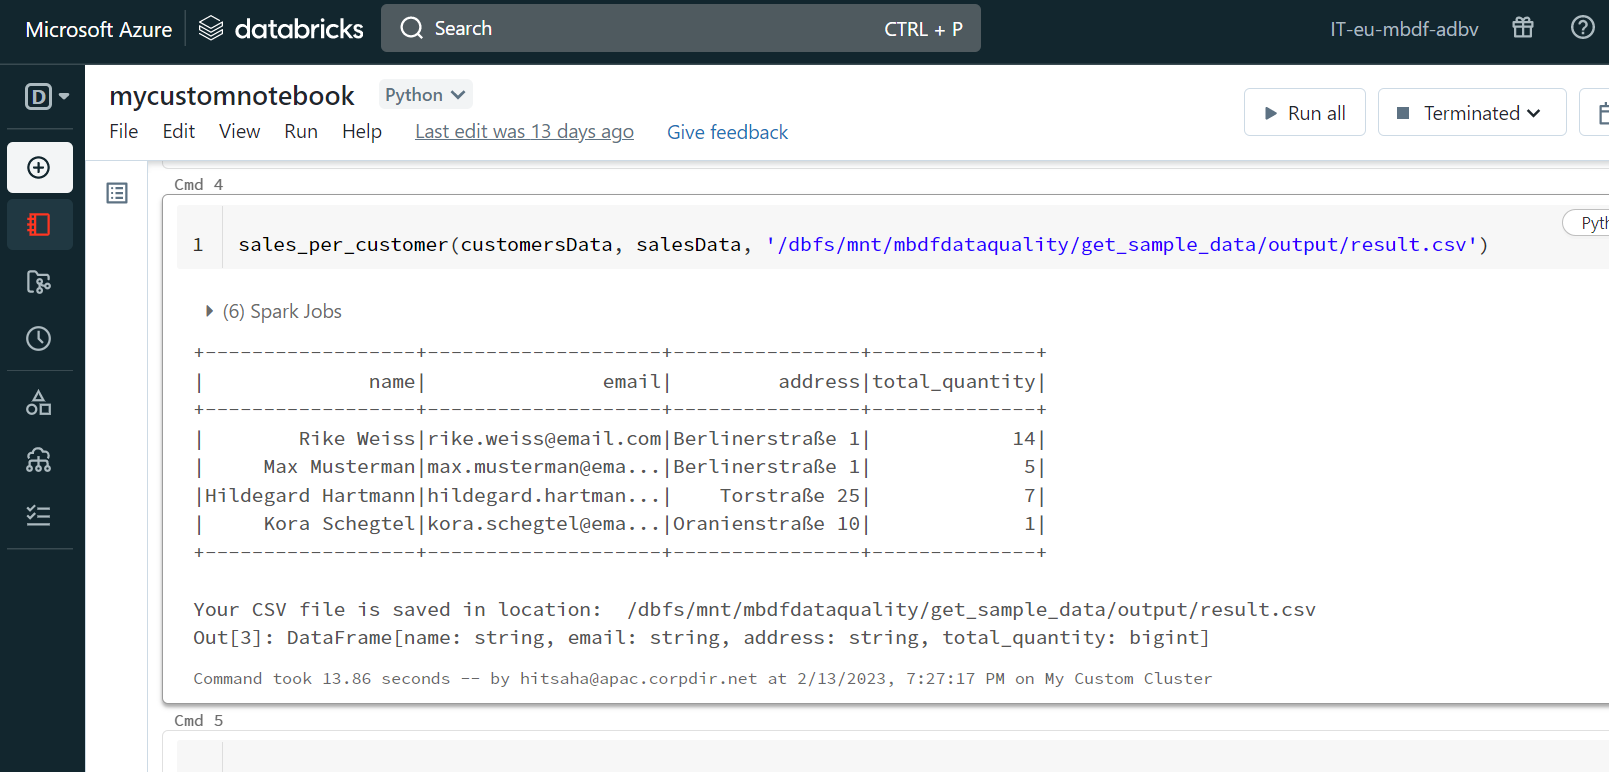 Microsoft Azure databricks Search CTRL + P IT-eu-mbdf-adbv
D
mycustomnotebook Python
File Edit View Run Help Last edit was 13 days ago Give feedback
Run all Terminated
Cmd 4
Pyth
1 sales_per_customer(customersData, salesData, '/dbfs/mnt/mbdfdataquality/get_sample_data/output/result.csv')
(6) Spark Jobs
+------------------+--------------------+----------------+--------------+
|              name|               email|         address|total_quantity|
+------------------+--------------------+----------------+--------------+
|        Rike Weiss|rike.weiss@email.com|Berlinerstraße 1|            14|
|     Max Musterman|max.musterman@ema...|Berlinerstraße 1|             5|
|Hildegard Hartmann|hildegard.hartman...|    Torstraße 25|             7|
|     Kora Schegtel|kora.schegtel@ema...|Oranienstraße 10|             1|
+------------------+--------------------+----------------+--------------+
Your CSV file is saved in location:  /dbfs/mnt/mbdfdataquality/get_sample_data/output/result.csv
Out[3]: DataFrame[name: string, email: string, address: string, total_quantity: bigint]
Command took 13.86 seconds -- by hitsaha@apac.corpdir.net at 2/13/2023, 7:27:17 PM on My Custom Cluster
Cmd 5